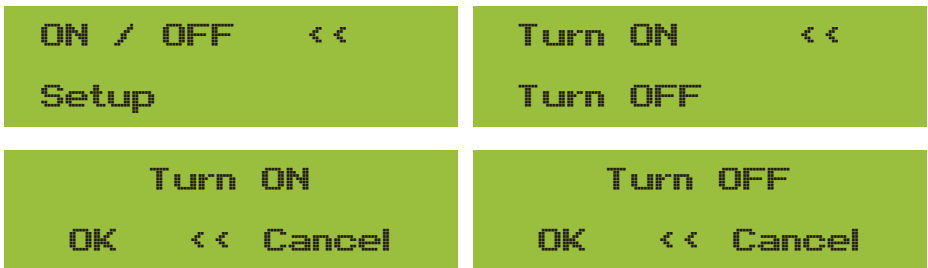 ON / OFF <<
Setup
Turn ON <<
Turn OFF
Turn ON
OK << Cancel
Turn OFF
OK << Cancel